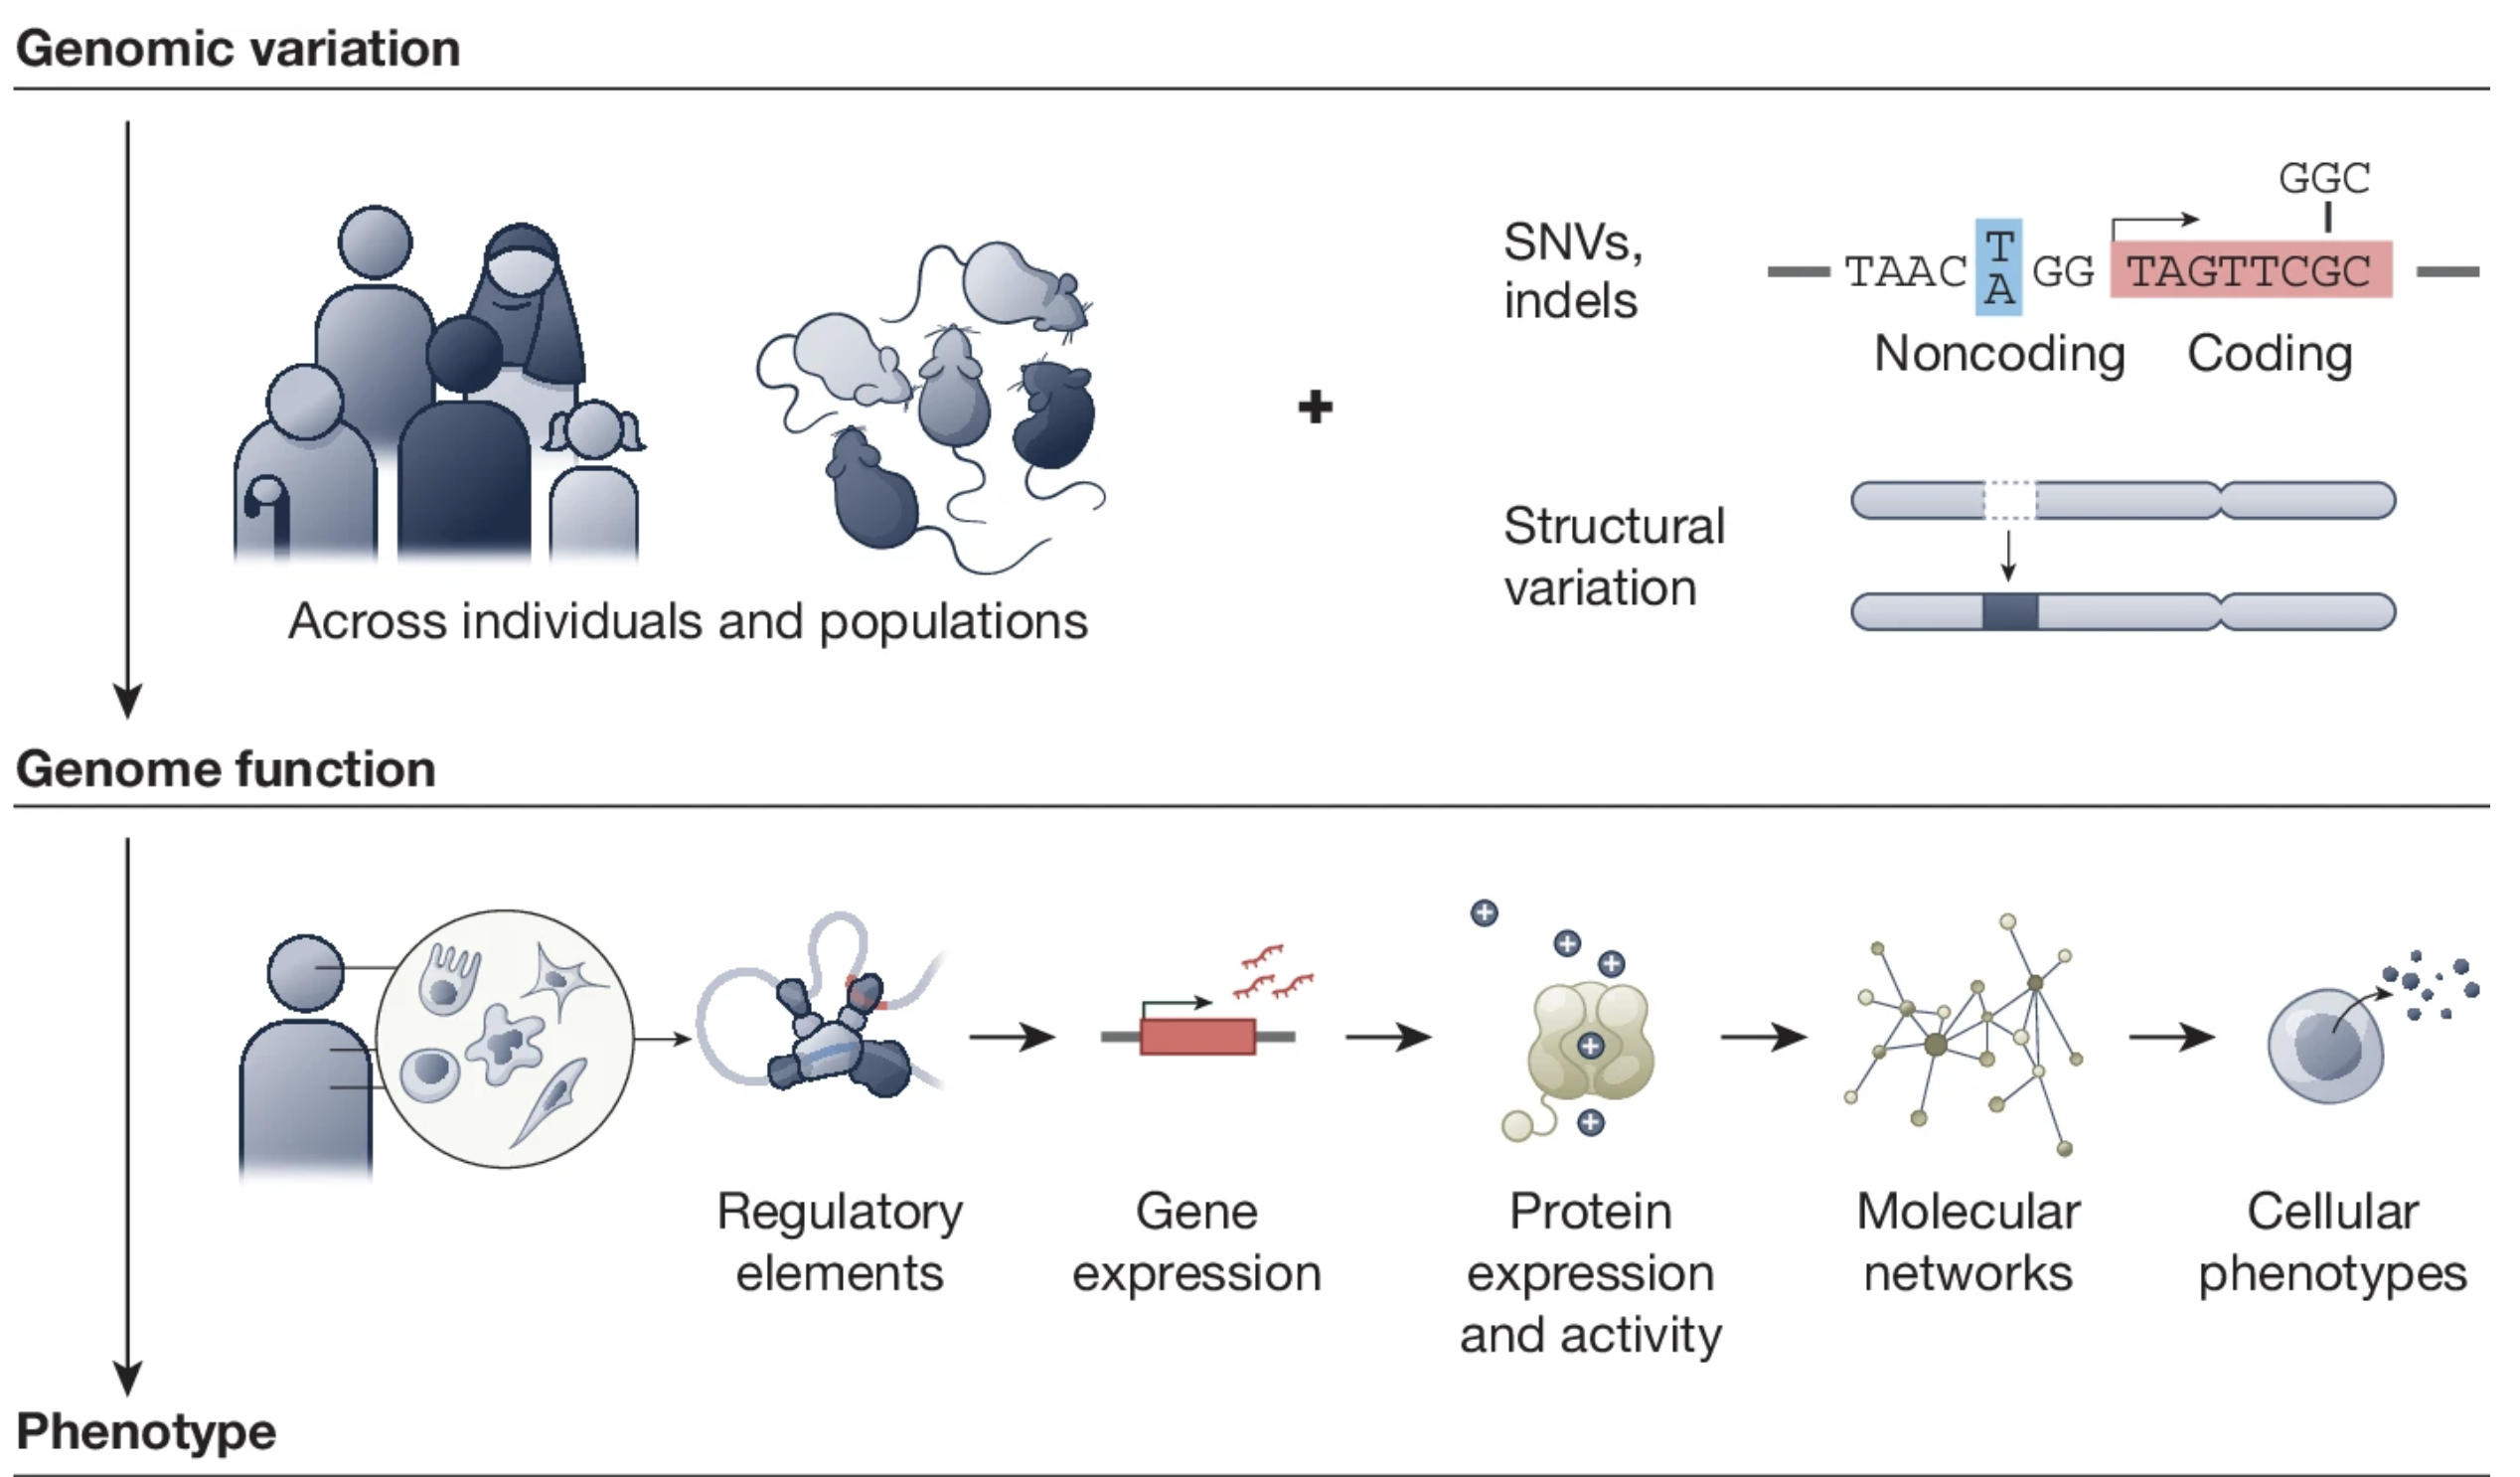 Genomic variation
GGC
SNVs,
indels
TAAC T GG TAGTTCGC
A
Noncoding Coding
Structural
variation
Across individuals and populations
Genome function
Regulatory
elements
Gene
expression
Protein
expression
and activity
Molecular
networks
Cellular
phenotypes
Phenotype